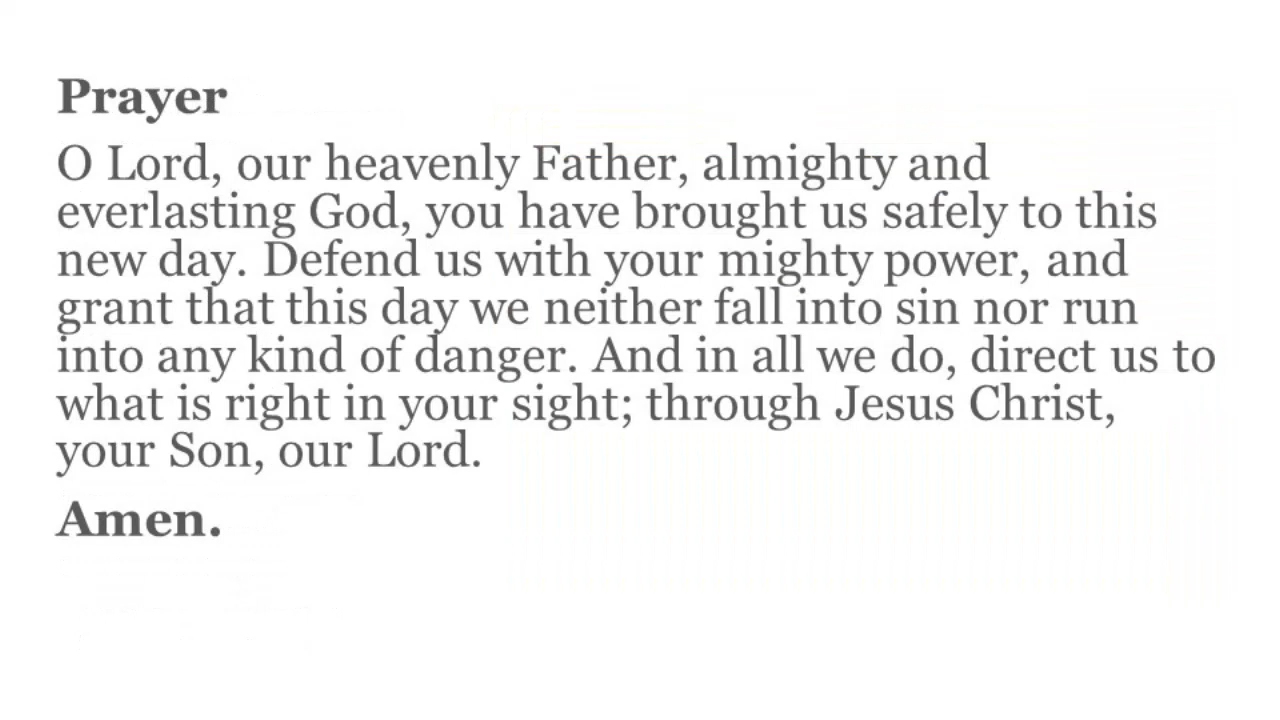 Prayer
O Lord, our heavenly Father, almighty and
everlasting God, you have brought us safely to this
new day. Defend us with your mighty power, and
grant that this day we neither fall into sin nor run
into any kind of danger. And in all we do, direct us to
what is right in your sight; through Jesus Christ,
your Son, our Lord.
Amen.